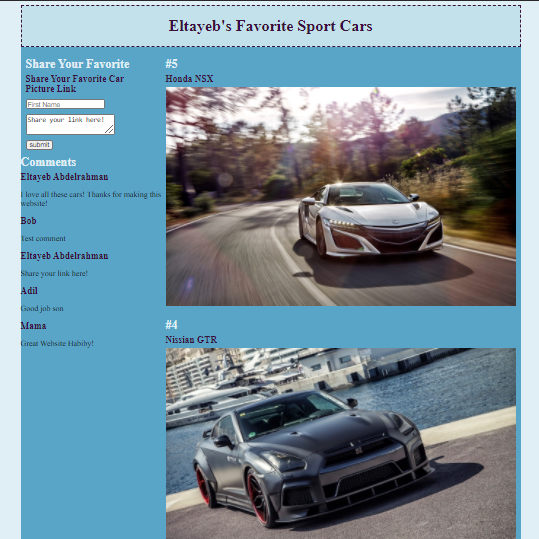 Eltayeb's Favorite Sport Cars
Share Your Favorite
Share Your Favorite Car
Picture Link
First Name
Share your link here!
submit
Comments
Eltayeb Abdelrahman
I love all these cars! Thanks for making this
website!
Bob
Test comment
Eltayeb Abdelrahman
Share your link here!
Adil
Good job son
Mama
Great Website Habiby!
#5
Honda NSX
#4
Nissian GTR